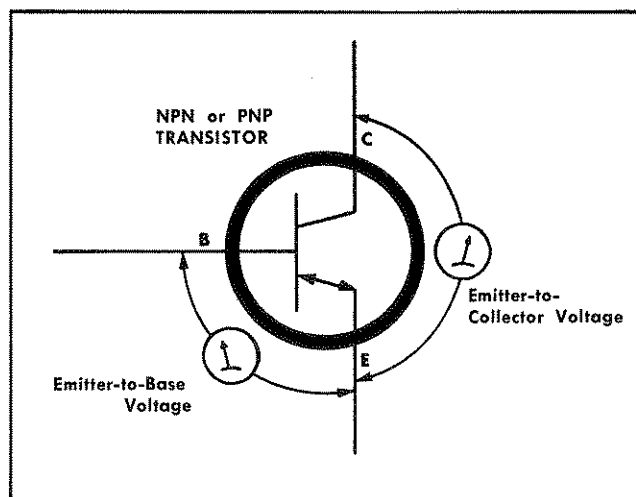 NPN or PNP
TRANSISTOR
C
B
Emitter-to-
Collector Voltage
E
Emitter-to-Base
Voltage